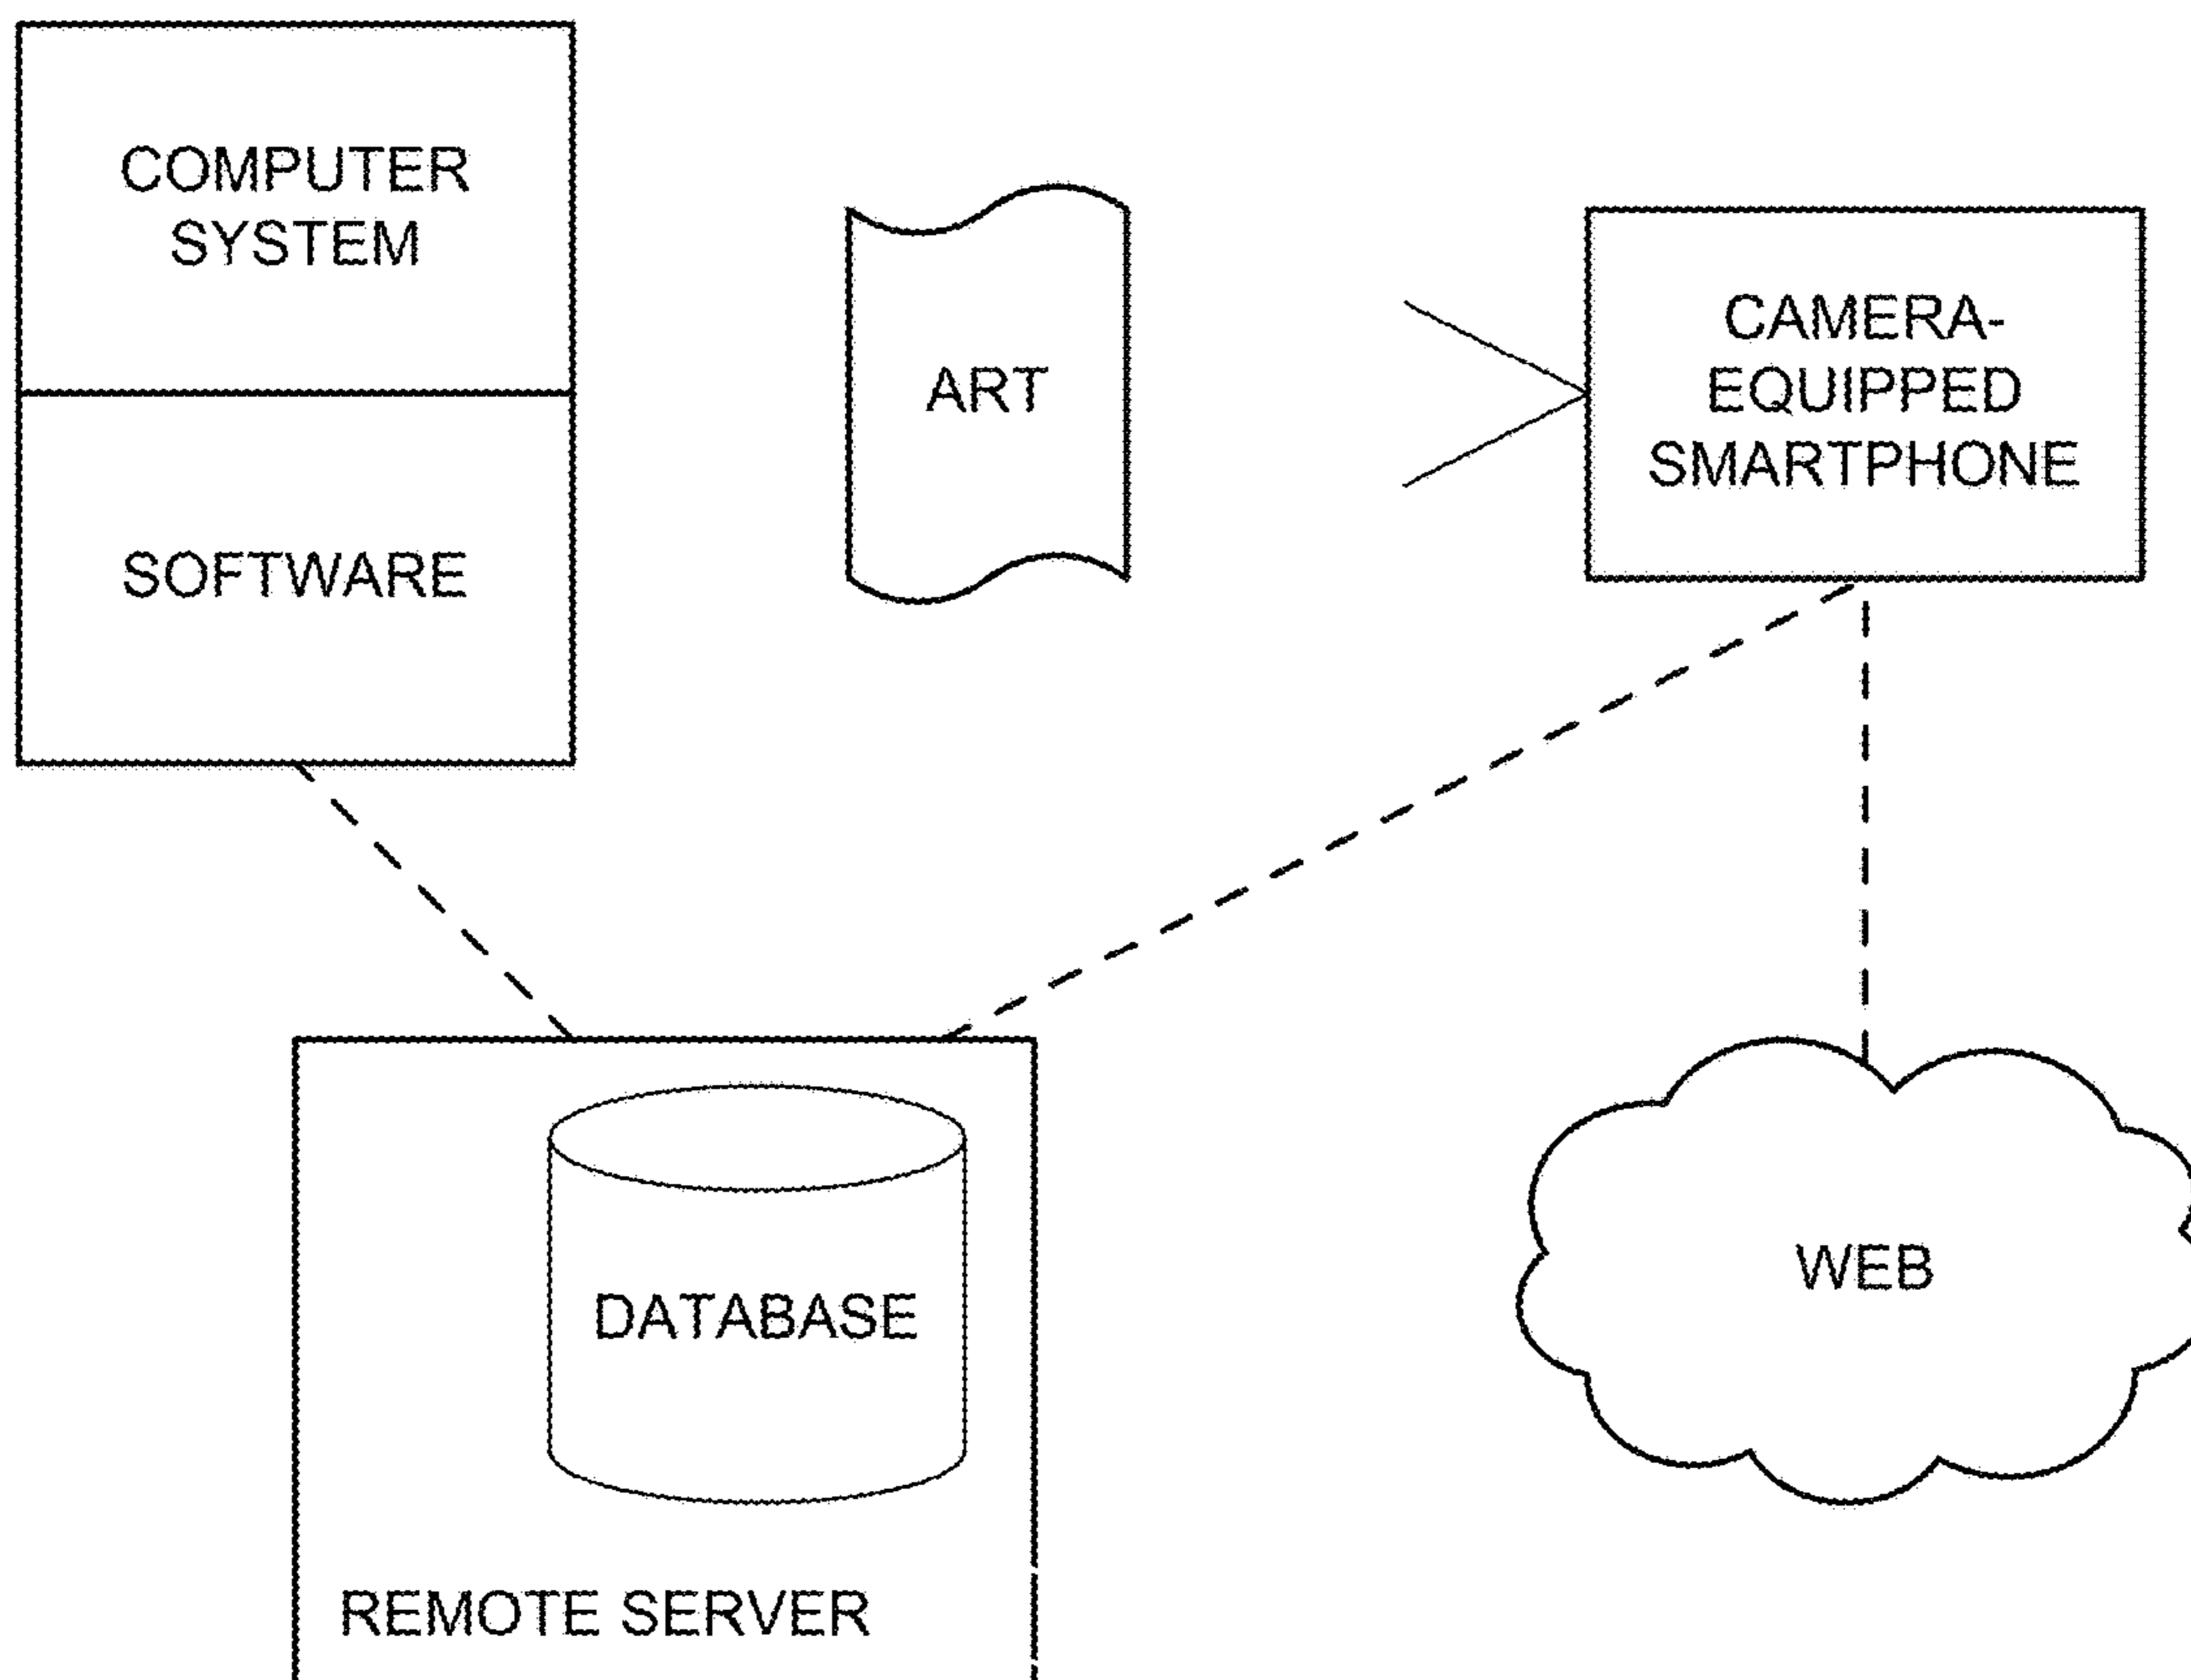 COMPUTER
SYSTEM
SOFTWARE
ART
CAMERA-
EQUIPPED
SMARTPHONE
DATABASE
REMOTE SERVER
WEB